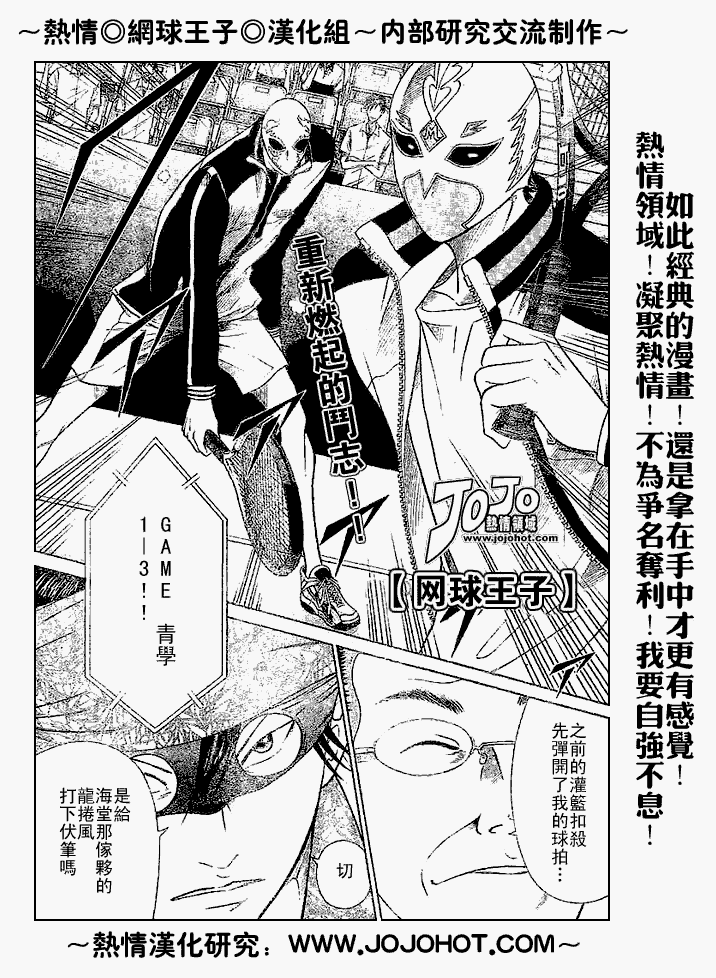 ～熱情◎網球王子◎漢化組～内部研究交流制作～
如此經典的漫畫！還是拿在手中才更有感覺！
熱情領域！凝聚熱情！不為爭名奪利！我要自強不息！
重新燃起的鬥志！！
M
JOJO
熱情領域
www.jojohot.com
【网球王子】
GAME 青學
1—3！！
之前的灌籃扣殺
先彈開了我的球拍…
切
是給
海堂那傢夥的
龍捲風
打下伏筆嗎
～熱情漢化研究：WWW.JOJOHOT.COM～